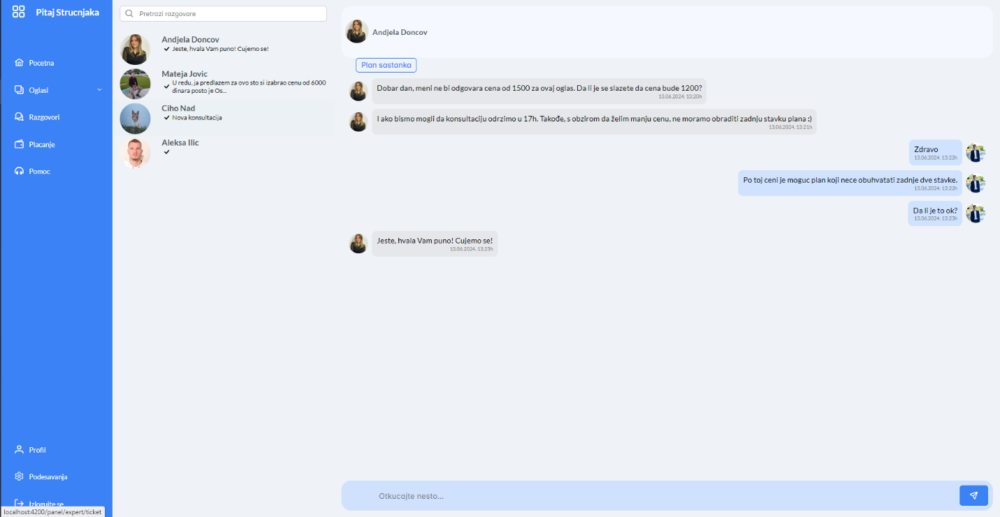 Pitaj Strucnjaka
Pocetna
Oglasi
Razgovori
Placanje
Pomoc
Profil
Podesavanja
Izlogujte se
localhost:4200/panel/expert/ticket
Pretrazi razgovore
Andjela Doncov
Jeste, hvala Vam puno! Cujemo se!
Mateja Jovic
U redu, ja predlazem za ovo sto si izabrao cenu od 6000
dinara posto je Os...
Ciho Nad
Nova konsultacija
Aleksa Ilic
Andjela Doncov
Plan sastanka
Dobar dan, meni ne bi odgovara cena od 1500 za ovaj oglas. Da li je se slazete da cena bude 1200?
13.06.2024. 13:20h
I ako bismo mogli da konsultaciju odrzimo u 17h. Takođe, s obzirom da želim manju cenu, ne moramo obraditi zadnju stavku plana :)
13.06.2024. 13:21h
Zdravo
13.06.2024. 13:22h
Po toj ceni je moguc plan koji nece obuhvatati zadnje dve stavke.
13.06.2024. 13:22h
Da li je to ok?
13.06.2024. 13:23h
Jeste, hvala Vam puno! Cujemo se!
13.06.2024. 13:25h
Otkucajte nesto...